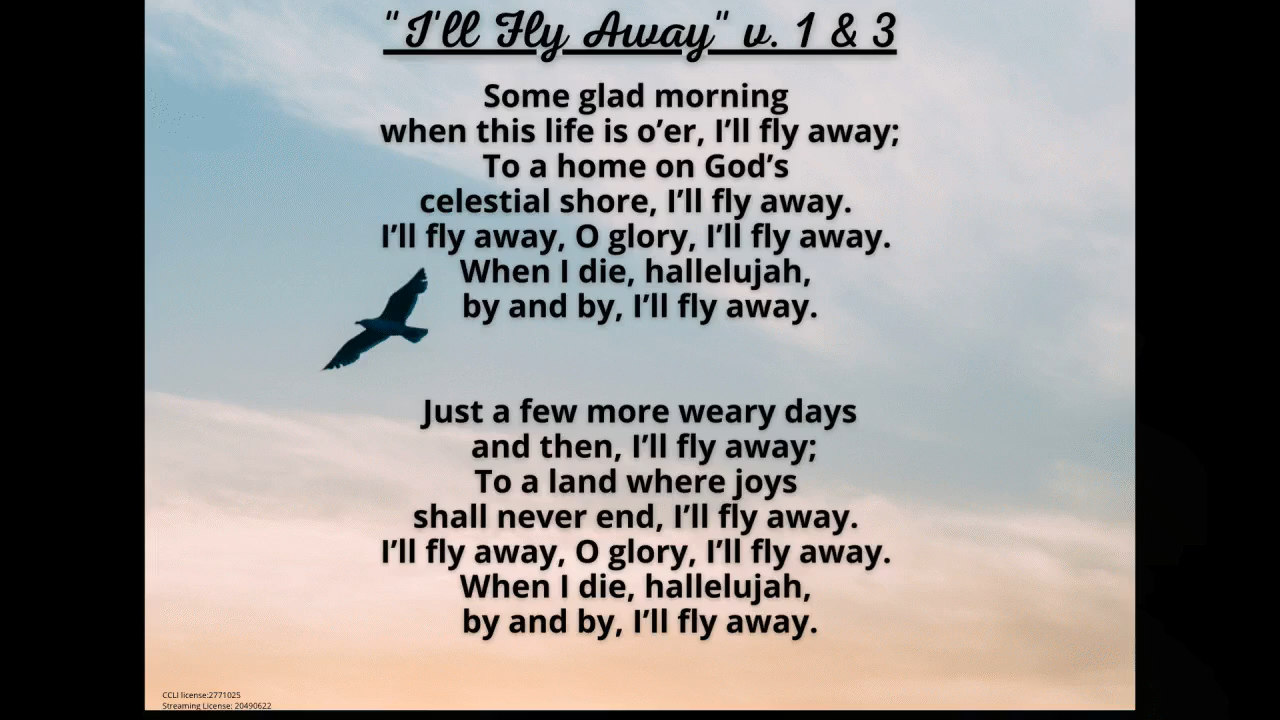 "I'll Fly Away" v. 1 & 3
Some glad morning
when this life is o’er, I’ll fly away;
To a home on God’s
celestial shore, I’ll fly away.
I’ll fly away, O glory, I’ll fly away.
When I die, hallelujah,
by and by, I’ll fly away.
Just a few more weary days
and then, I’ll fly away;
To a land where joys
shall never end, I’ll fly away.
I’ll fly away, O glory, I’ll fly away.
When I die, hallelujah,
by and by, I’ll fly away.
CCLI license:2771025
Streaming License: 20490622